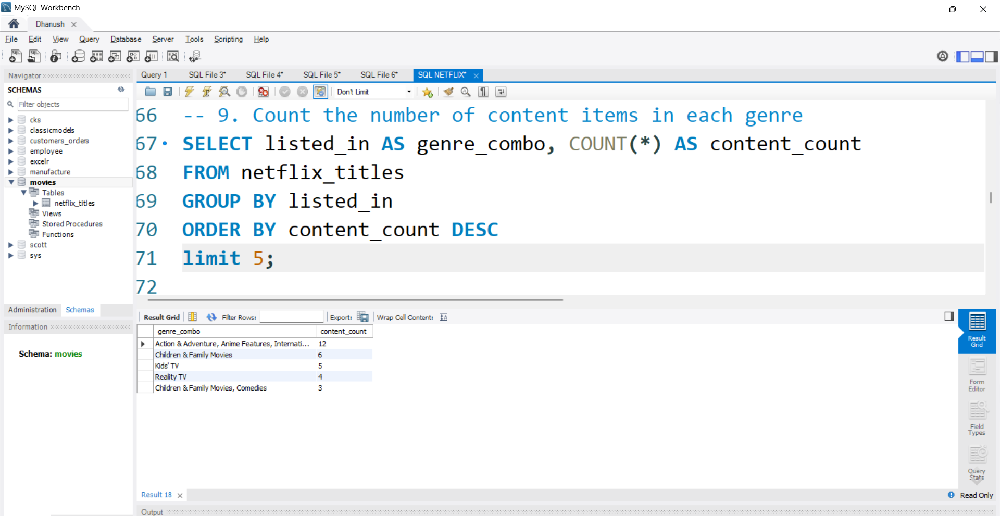 MySQL Workbench
Dhanush
File Edit View Query Database Server Tools Scripting Help
Navigator
Query 1 SQL File 3* SQL File 4* SQL File 5* SQL File 6* SQL NETFLIX*
SCHEMAS
Don't Limit
Filter objects
cks
classicmodels
customers_orders
employee
excelr
manufacture
movies
Tables
netflix_titles
Views
Stored Procedures
Functions
scott
sys
66 -- 9. Count the number of content items in each genre
67 SELECT listed_in AS genre_combo, COUNT(*) AS content_count
68 FROM netflix_titles
69 GROUP BY listed_in
70 ORDER BY content_count DESC
71 limit 5;
72
Administration Schemas
Information
Schema: movies
Result Grid Filter Rows: Export: Wrap Cell Content:
genre_combo content_count
Action & Adventure, Anime Features, Internati... 12
Children & Family Movies 6
Kids' TV 5
Reality TV 4
Children & Family Movies, Comedies 3
Result
Grid
Form
Editor
Field
Types
Query
Stats
Result 18
Read Only
Output